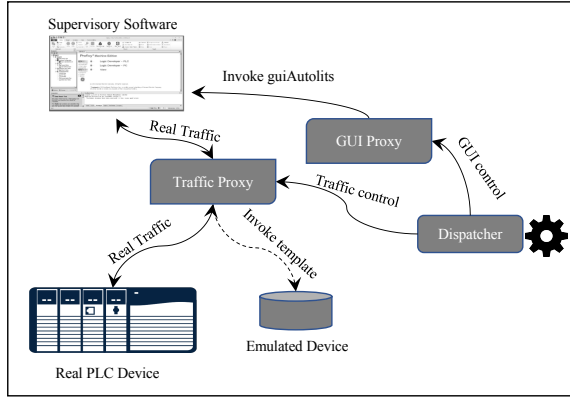 Supervisory Software
Invoke guiAutolits
Real Traffic
GUI Proxy
Traffic Proxy
Traffic control
GUI control
Dispatcher
Real Traffic
Invoke template
Emulated Device
Real PLC Device